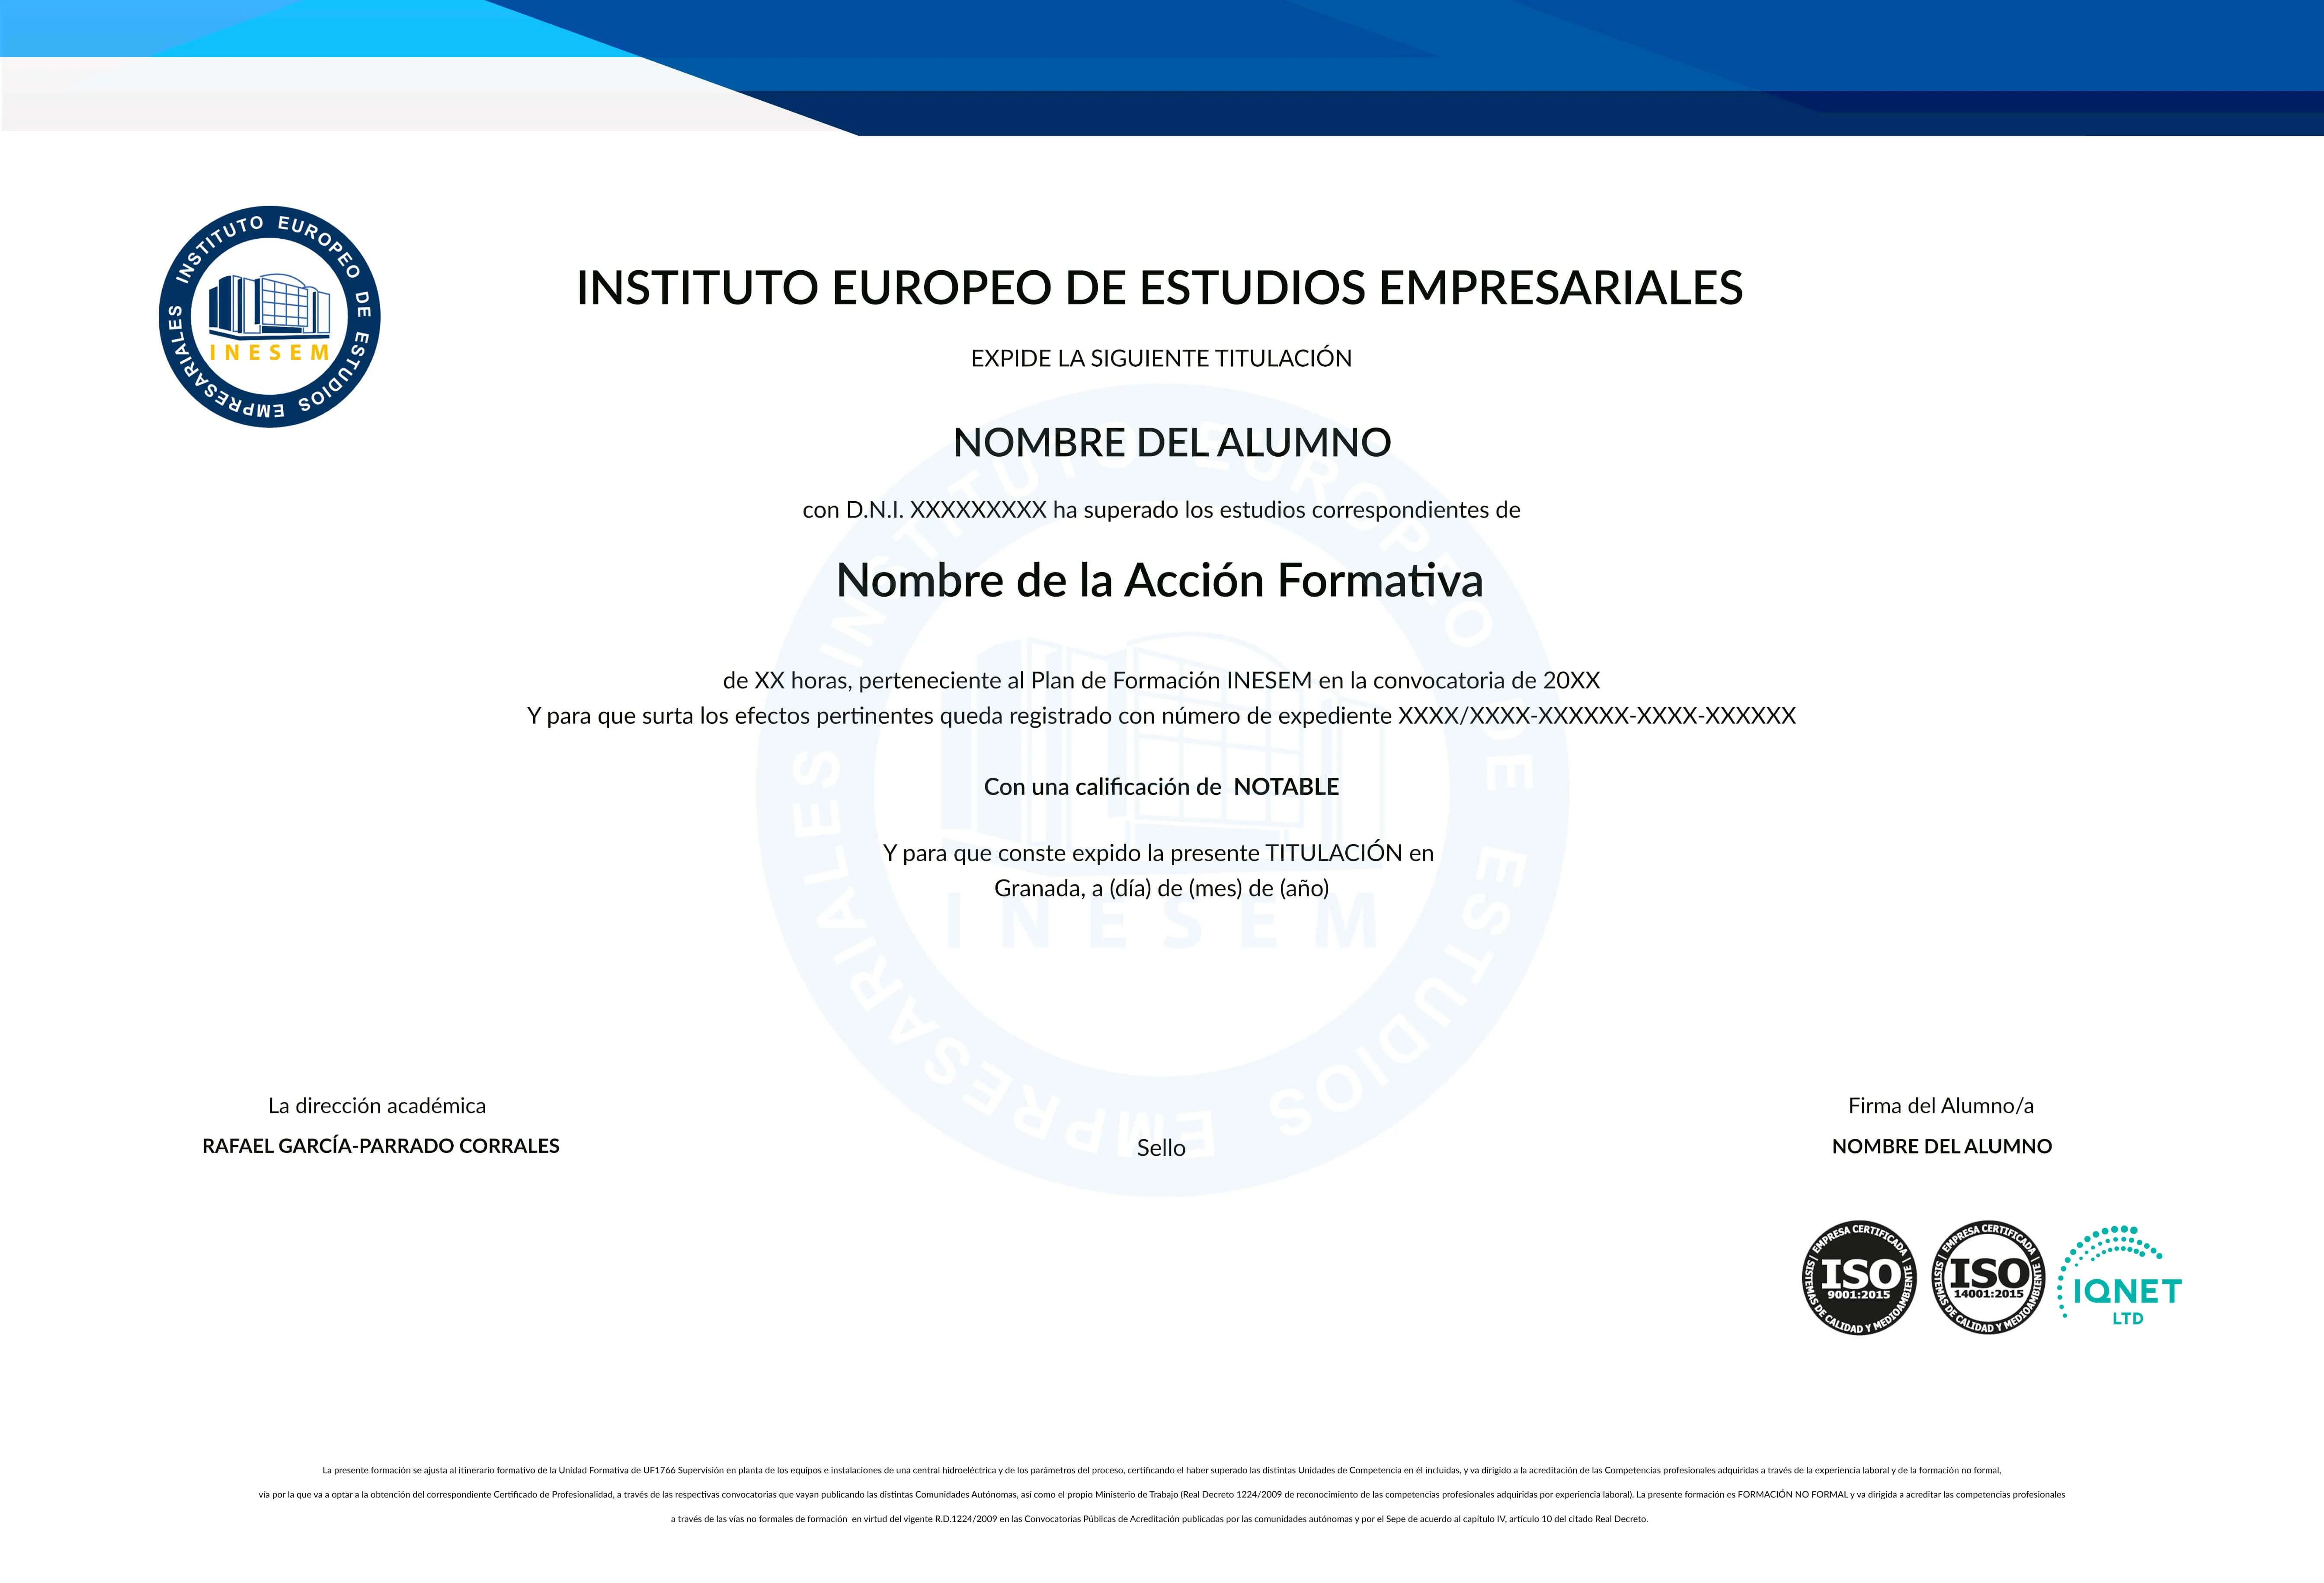 INSTITUTO EUROPEO DE ESTUDIOS EMPRESARIALES
INESEM
INSTITUTO EUROPEO DE ESTUDIOS EMPRESARIALES
EXPIDE LA SIGUIENTE TITULACIÓN
NOMBRE DEL ALUMNO
con D.N.I. XXXXXXXXX ha superado los estudios correspondientes de
Nombre de la Acción Formativa
de XX horas, perteneciente al Plan de Formación INESEM en la convocatoria de 20XX
Y para que surta los efectos pertinentes queda registrado con número de expediente XXXX/XXXX-XXXXXX-XXXX-XXXXXX
Con una calificación de NOTABLE
Y para que conste expido la presente TITULACIÓN en
Granada, a (día) de (mes) de (año)
INSTITUTO EUROPEO DE ESTUDIOS EMPRESARIALES
INESEM
La dirección académica
RAFAEL GARCÍA-PARRADO CORRALES
Sello
Firma del Alumno/a
NOMBRE DEL ALUMNO
EMPRESA CERTIFICADA
ISO
9001:2015
SISTEMAS DE CALIDAD Y MEDIOAMBIENTE
EMPRESA CERTIFICADA
ISO
14001:2015
SISTEMAS DE CALIDAD Y MEDIOAMBIENTE
IQNET
LTD
La presente formación se ajusta al itinerario formativo de la Unidad Formativa de UF1766 Supervisión en planta de los equipos e instalaciones de una central hidroeléctrica y de los parámetros del proceso, certificando el haber superado las distintas Unidades de Competencia en él incluidas, y va dirigido a la acreditación de las Competencias profesionales adquiridas a través de la experiencia laboral y de la formación no formal,
vía por la que va a optar a la obtención del correspondiente Certificado de Profesionalidad, a través de las respectivas convocatorias que vayan publicando las distintas Comunidades Autónomas, así como el propio Ministerio de Trabajo (Real Decreto 1224/2009 de reconocimiento de las competencias profesionales adquiridas por experiencia laboral). La presente formación es FORMACIÓN NO FORMAL y va dirigida a acreditar las competencias profesionales
a través de las vías no formales de formación en virtud del vigente R.D.1224/2009 en las Convocatorias Públicas de Acreditación publicadas por las comunidades autónomas y por el Sepe de acuerdo al capítulo IV, artículo 10 del citado Real Decreto.